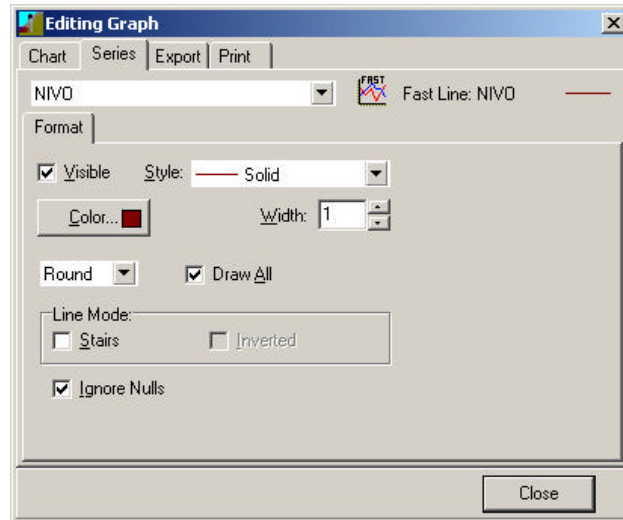 Editing Graph
Chart Series Export Print
NIVO FAST Fast Line: NIVO
Format
Visible Style: Solid
Color... Width: 1
Round Draw All
Line Mode:
Stairs Inverted
Ignore Nulls
Close